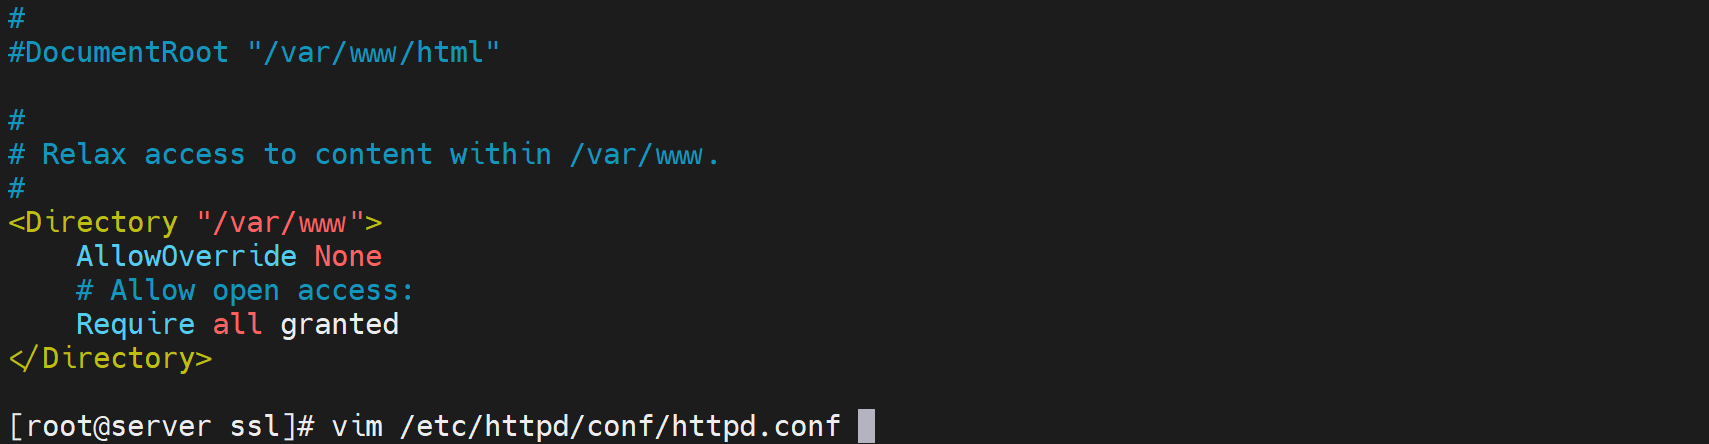 #
#DocumentRoot "/var/www/html"
#
# Relax access to content within /var/www.
#
<Directory "/var/www">
    AllowOverride None
    # Allow open access:
    Require all granted
</Directory>
[root@server ssl]# vim /etc/httpd/conf/httpd.conf